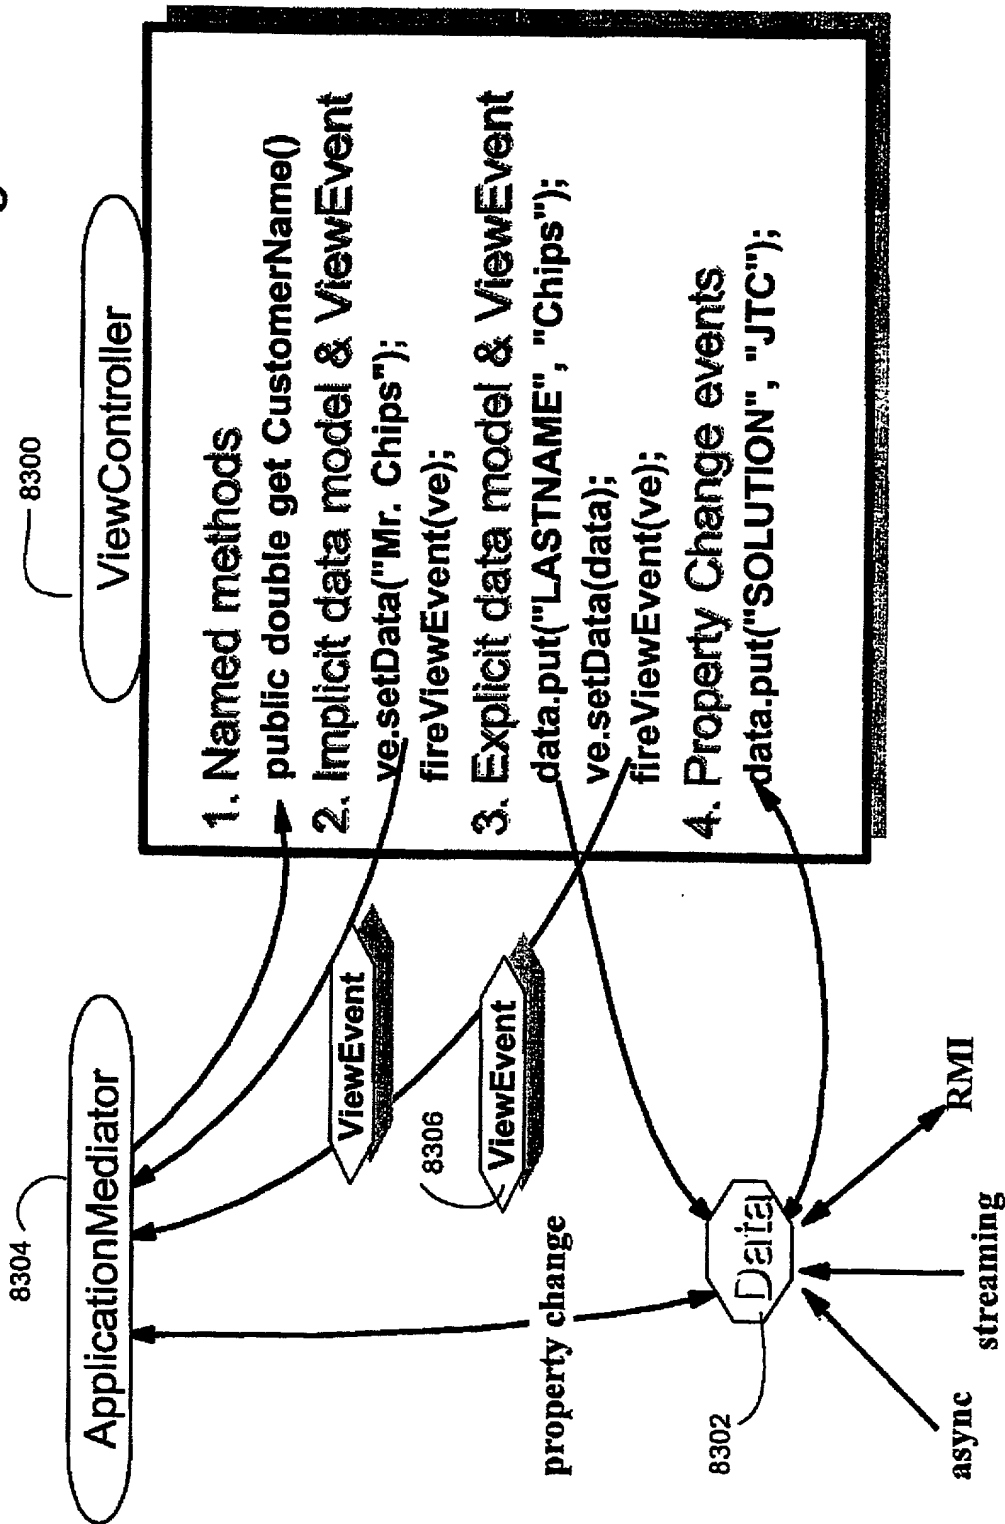 8304
ApplicationMediator
8300
ViewController
1. Named methods
public double get CustomerName()
2. Implicit data model & ViewEvent
ve.setData("Mr. Chips");
fireViewEvent(ve);
3. Explicit data model & ViewEvent
data.put("LASTNAME", "Chips");
ve.setData(data);
fireViewEvent(ve);
4. Property Change events
data.put("SOLUTION", "JTC");
ViewEvent
8306
ViewEvent
property change
8302
Data
async
streaming
RMI